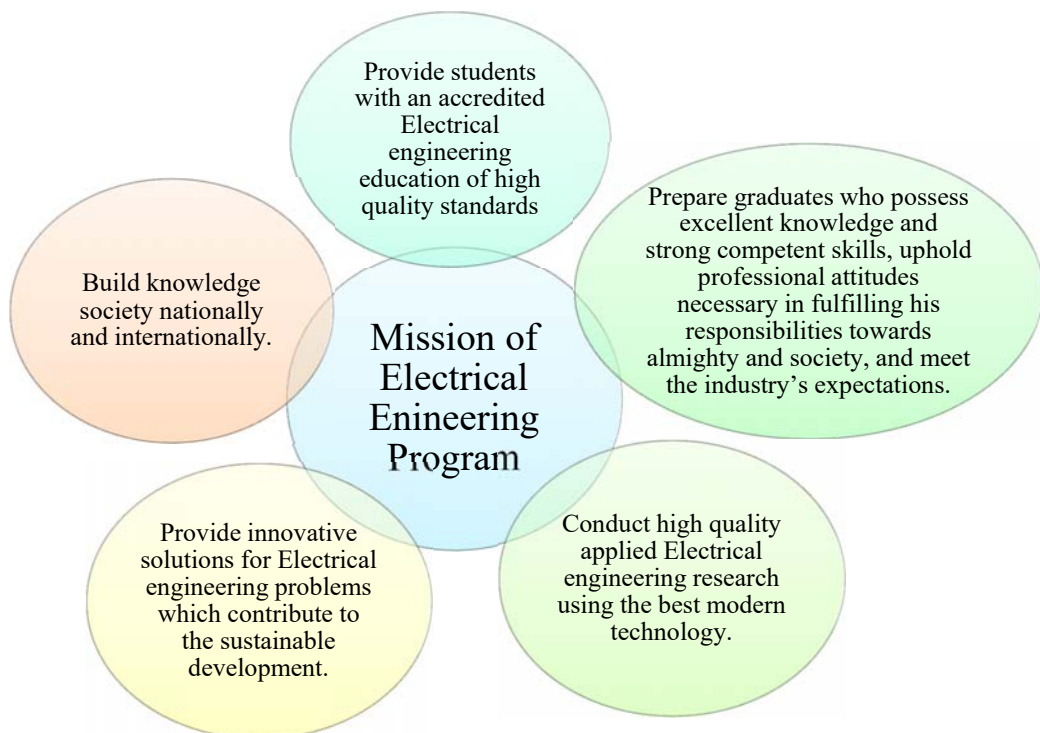 Provide students
with an accredited
Electrical
engineering
education of high
quality standards
Prepare graduates who possess
excellent knowledge and
strong competent skills, uphold
professional attitudes
necessary in fulfilling his
responsibilities towards
almighty and society, and meet
the industry’s expectations.
Build knowledge
society nationally
and internationally.
Mission of
Electrical
Enineering
Program
Provide innovative
solutions for Electrical
engineering problems
which contribute to
the sustainable
development.
Conduct high quality
applied Electrical
engineering research
using the best modern
technology.